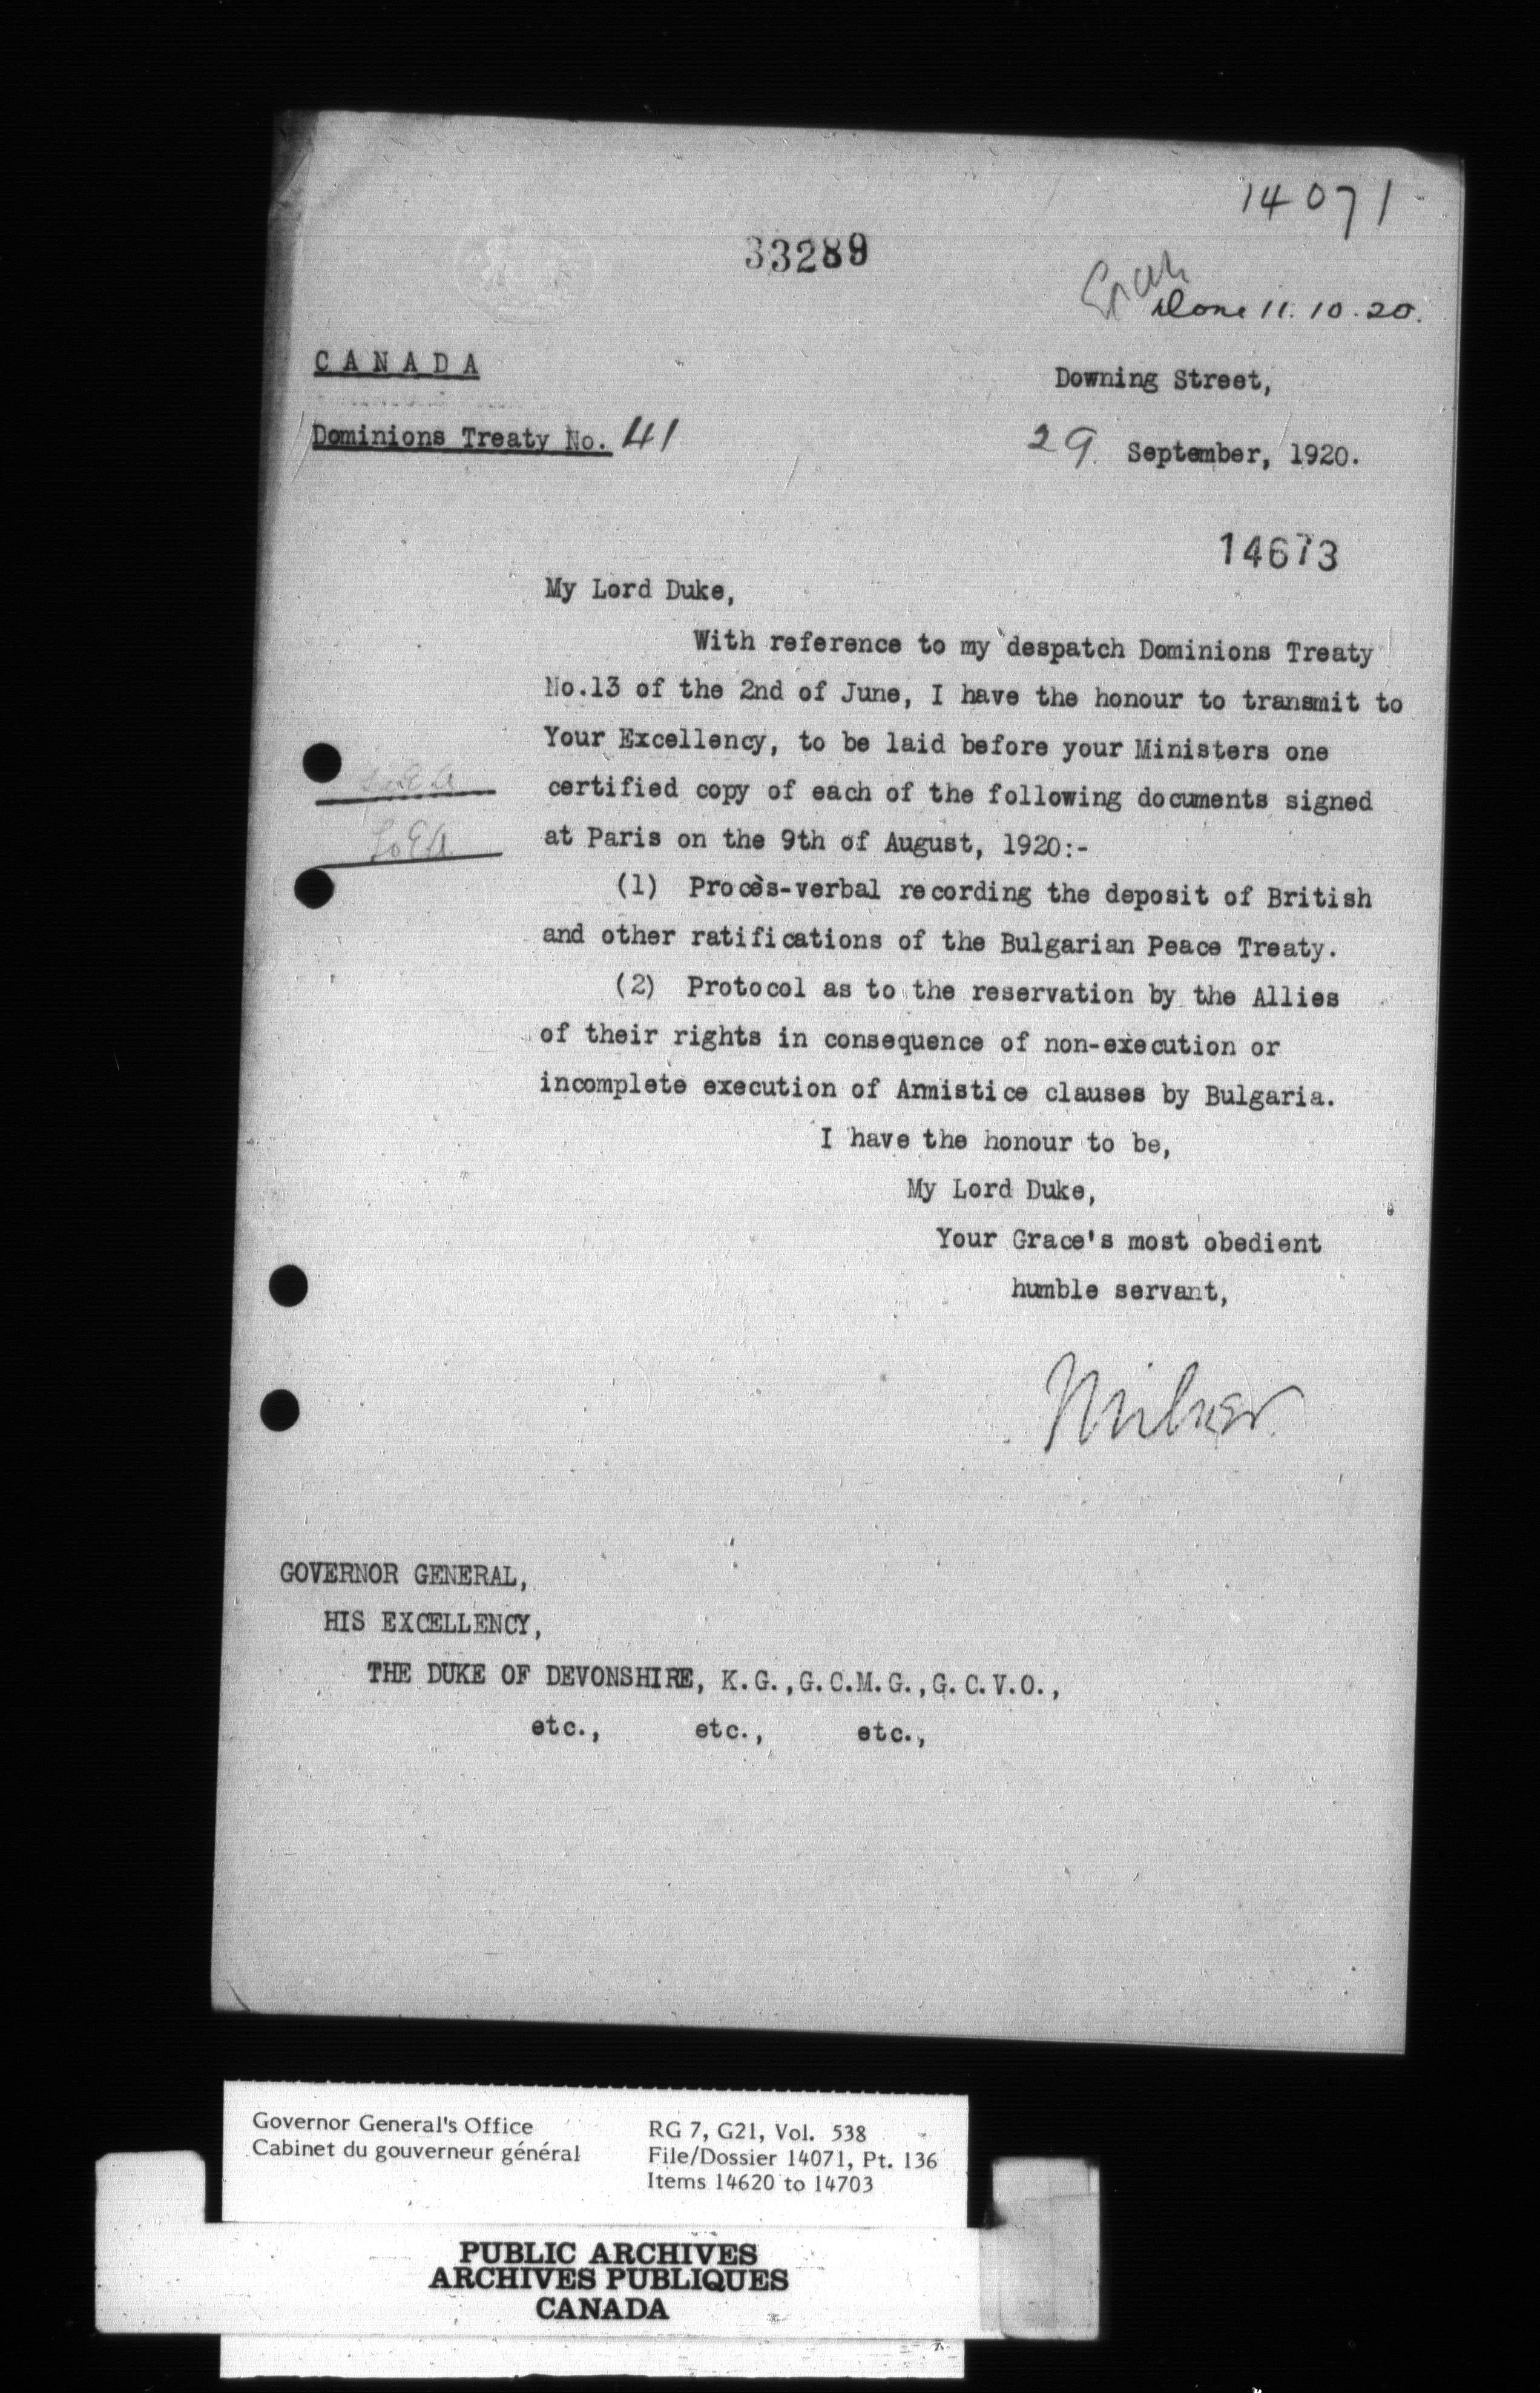 14071
33289
Done 11.10.20.
CANADA
Downing Street,
Dominions Treaty No. 41
29 September, 1920.
14673
My Lord Duke,
With reference to my despatch Dominions Treaty
No.13 of the 2nd of June, I have the honour to transmit to
Your Excellency, to be laid before your Ministers one
certified copy of each of the following documents signed
at Paris on the 9th of August, 1920:-
(1) Procès-verbal recording the deposit of British
and other ratifications of the Bulgarian Peace Treaty.
(2) Protocol as to the reservation by the Allies
of their rights in consequence of non-execution or
incomplete execution of Armistice clauses by Bulgaria.
I have the honour to be,
My Lord Duke,
Your Grace's most obedient
humble servant,
Milner
GOVERNOR GENERAL,
HIS EXCELLENCY,
THE DUKE OF DEVONSHIRE, K.G.,G.C.M.G.,G.C.V.O.,
etc., etc., etc.,
Governor General's Office
Cabinet du gouverneur général
RG 7, G21, Vol. 538
File/Dossier 14071, Pt. 136
Items 14620 to 14703
PUBLIC ARCHIVES
ARCHIVES PUBLIQUES
CANADA